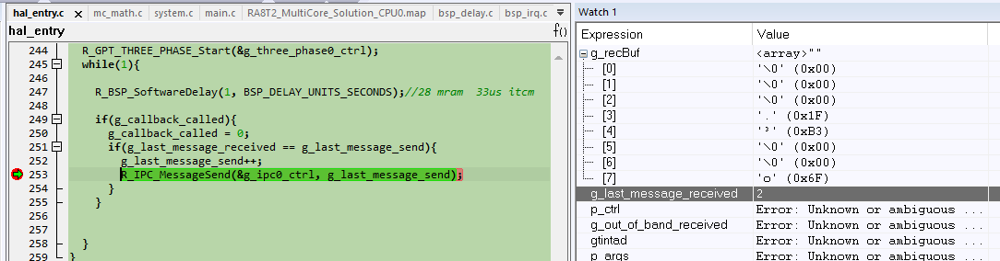 hal_entry.c x mc_math.c system.c main.c RA8T2_MultiCore_Solution_CPU0.map bsp_delay.c bsp_irq.c
hal_entry f()
244 R_GPT_THREE_PHASE_Start(&g_three_phase0_ctrl);
245 while(1){
246
247 R_BSP_SoftwareDelay(1, BSP_DELAY_UNITS_SECONDS);//28 mram 33us itcm
248
249 if(g_callback_called){
250 g_callback_called = 0;
251 if(g_last_message_received == g_last_message_send){
252 g_last_message_send++;
253 R_IPC_MessageSend(&g_ipc0_ctrl, g_last_message_send);
254 }
255 }
256
257
258 }
259 }
Watch 1
Expression Value
g_recBuf <array>""
[0] '\0' (0x00)
[1] '\0' (0x00)
[2] '\0' (0x00)
[3] '.' (0x1F)
[4] '³' (0xB3)
[5] '\0' (0x00)
[6] '\0' (0x00)
[7] 'o' (0x6F)
g_last_message_received 2
p_ctrl Error: Unknown or ambiguous ...
g_out_of_band_received Error: Unknown or ambiguous ...
gtintad Error: Unknown or ambiguous ...
p_args Error: Unknown or ambiguous ...